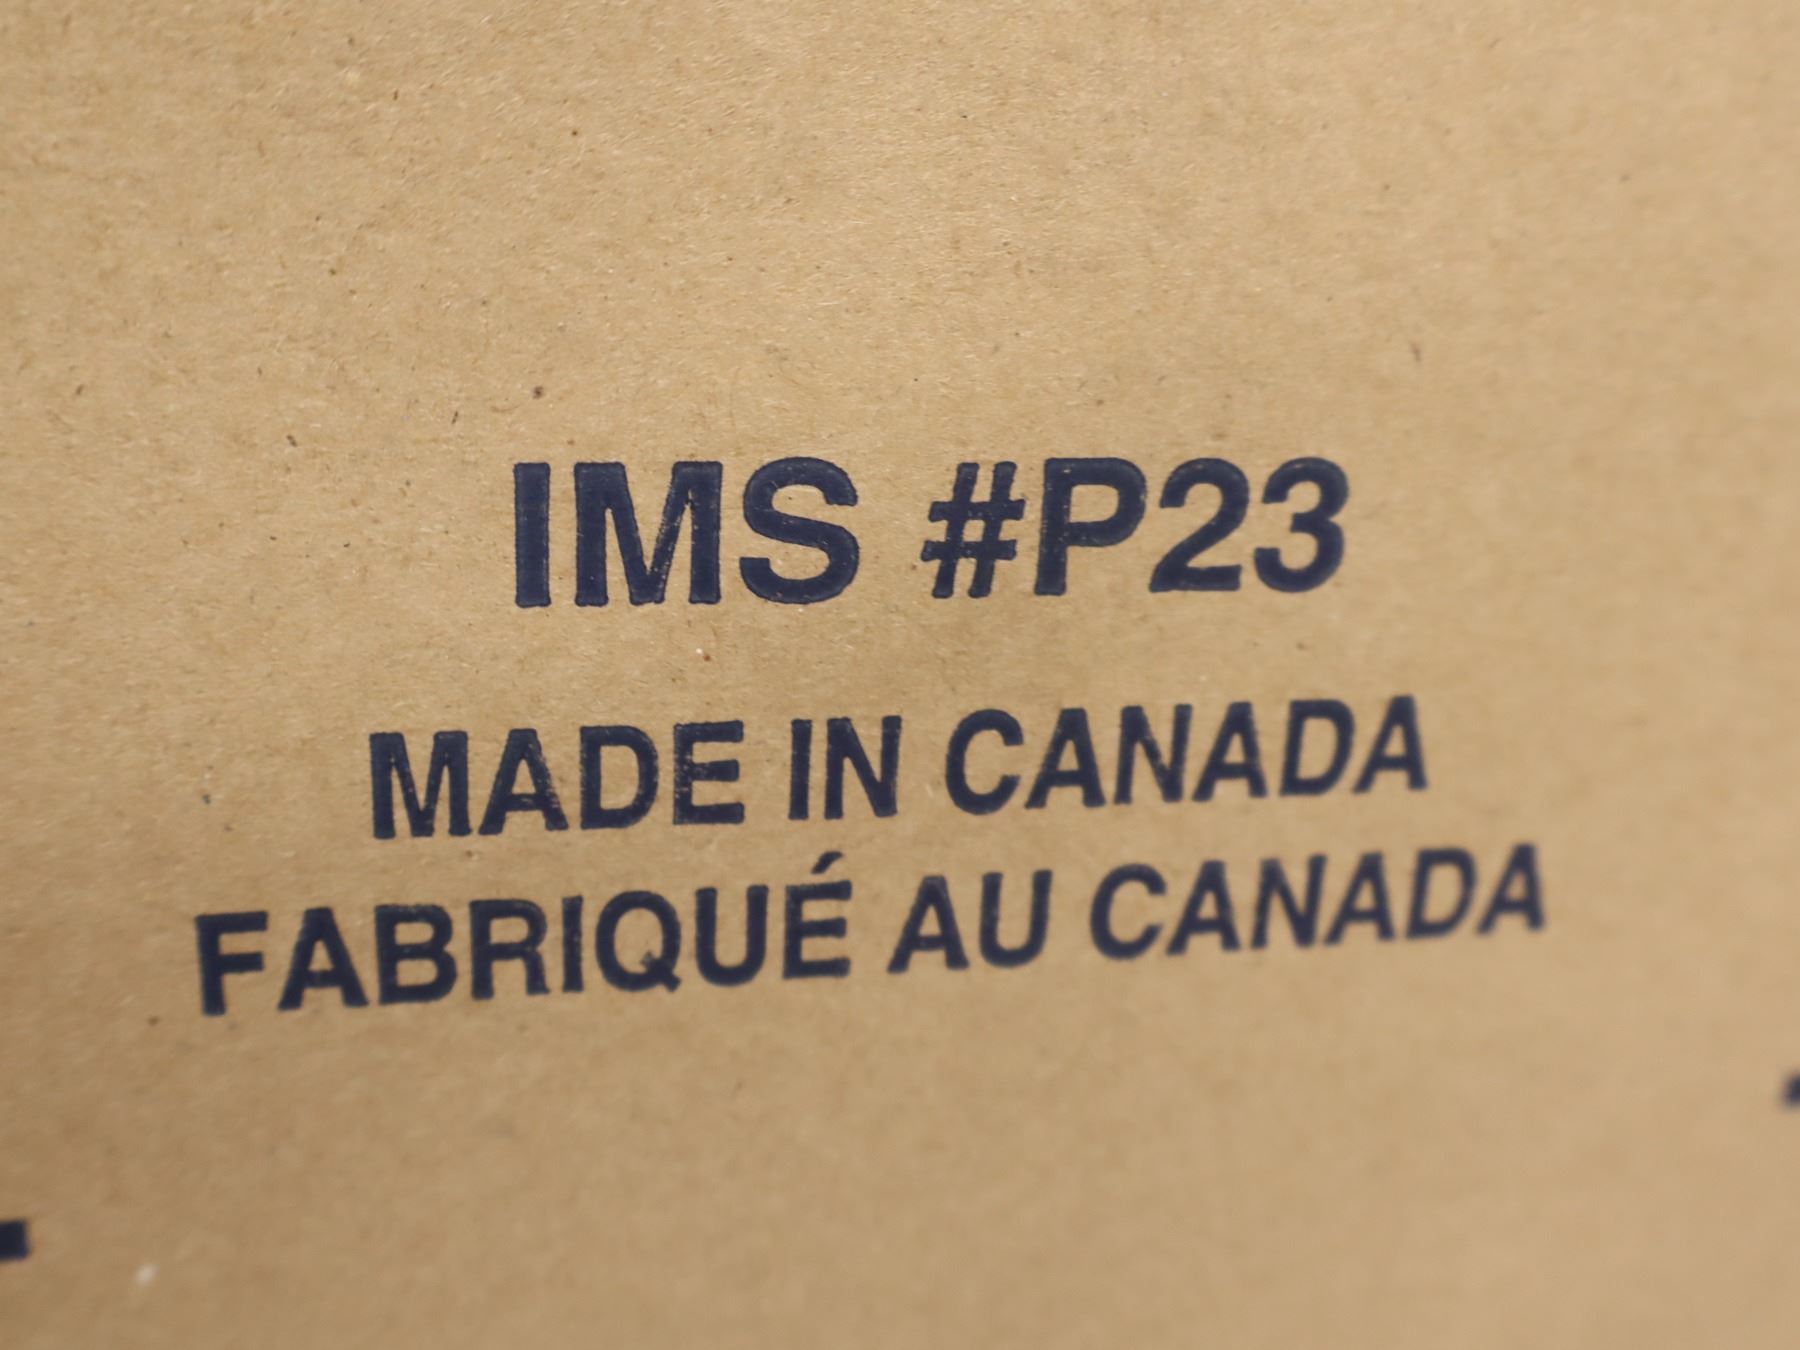 IMS #P23
MADE IN CANADA
FABRIQUÉ AU CANADA